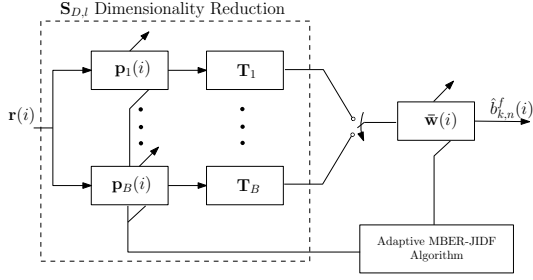 S_{D,l} Dimensionality Reduction
p_1(i)
T_1
r(i)
w̄(i)
b̂^f_{k,n}(i)
p_B(i)
T_B
Adaptive MBER-JIDF
Algorithm